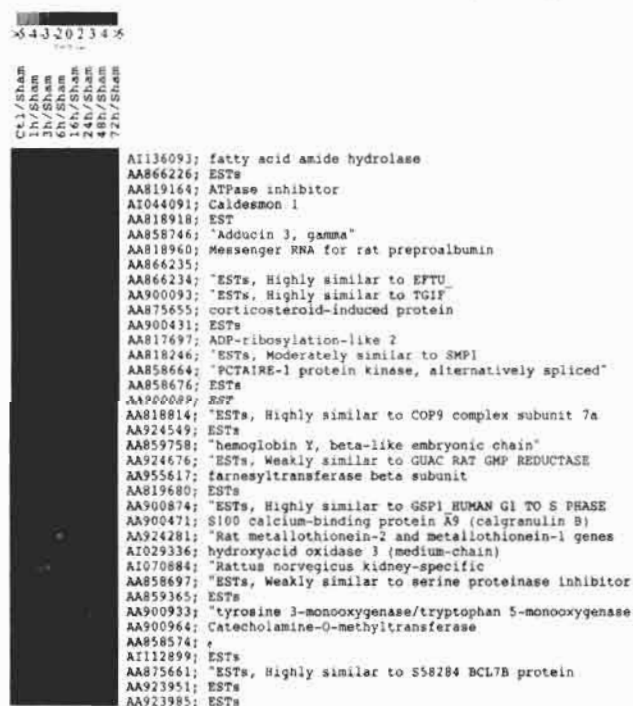 >5 4 -3 -2 0 2 3 4 >5
Ctl/Sham
1h/Sham
3h/Sham
6h/Sham
16h/Sham
24h/Sham
48h/Sham
72h/Sham
AI136093; fatty acid amide hydrolase
AA866226; ESTs
AA819164; ATPase inhibitor
AI044091; Caldesmon 1
AA818918; EST
AA858746; "Adducin 3, gamma"
AA818960; Messenger RNA for rat preproalbumin
AA866235;
AA866234; "ESTs, Highly similar to EFTU_
AA900093; "ESTs, Highly similar to TGIF
AA875655; corticosteroid-induced protein
AA900431; ESTs
AA817697; ADP-ribosylation-like 2
AA818246; "ESTs, Moderately similar to SMP1
AA858664; "PCTAIRE-1 protein kinase, alternatively spliced"
AA858676; ESTs
AA900089; EST
AA818814; "ESTs, Highly similar to COP9 complex subunit 7a
AA924549; ESTs
AA859758; "hemoglobin Y, beta-like embryonic chain"
AA924676; "ESTs, Weakly similar to GUAC RAT GMP REDUCTASE
AA955617; farnesyltransferase beta subunit
AA819680; ESTs
AA900874; "ESTs, Highly similar to GSP1_HUMAN G1 TO S PHASE
AA900471; S100 calcium-binding protein A9 (calgranulin B)
AA924281; "Rat metallothionein-2 and metallothionein-1 genes
AI029336; hydroxyacid oxidase 3 (medium-chain)
AI070884; "Rattus norvegicus kidney-specific
AA858697; "ESTs, Weakly similar to serine proteinase inhibitor
AA859365; ESTs
AA900933; "tyrosine 3-monooxygenase/tryptophan 5-monooxygenase
AA900964; Catecholamine-O-methyltransferase
AA858574;
AI112899; ESTs
AA875661; "ESTs, Highly similar to S58284 BCL7B protein
AA923951; ESTs
AA923985; ESTs